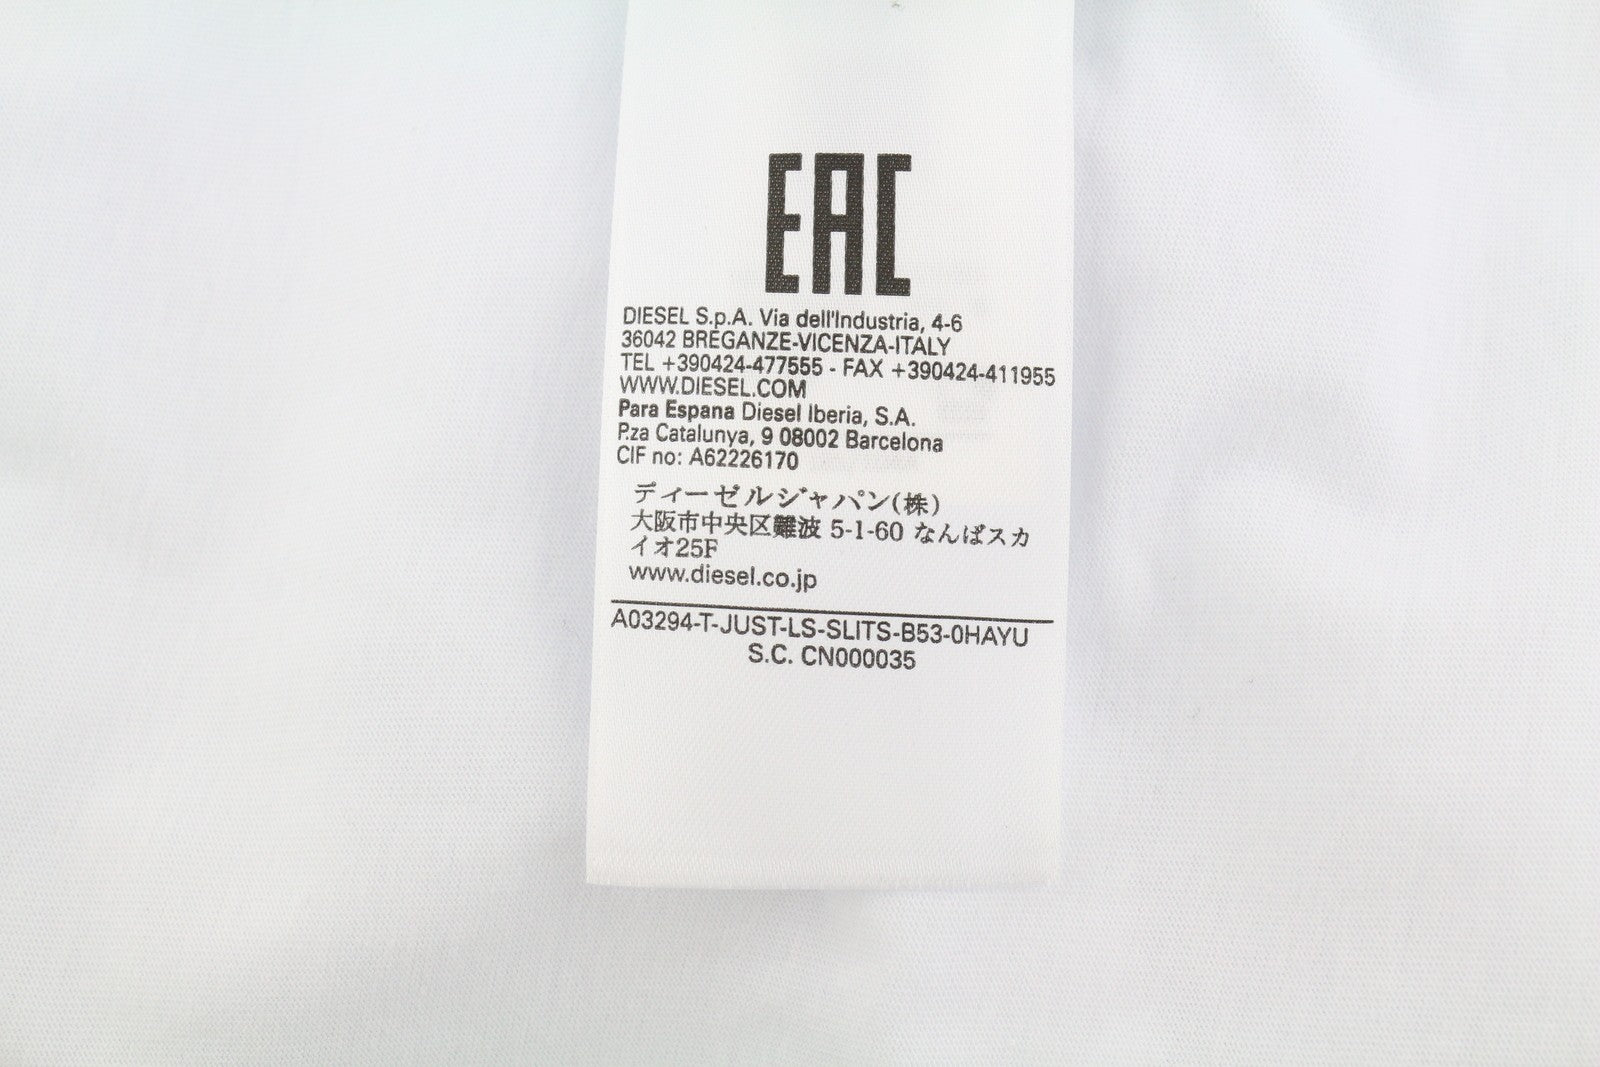 EAC
DIESEL S.p.A. Via dell'Industria, 4-6
36042 BREGANZE-VICENZA-ITALY
TEL +390424-477555 - FAX +390424-411955
WWW.DIESEL.COM
Para Espana Diesel Iberia, S.A.
P.za Catalunya, 9 08002 Barcelona
CIF no: A62226170
ディーゼルジャパン(株)
大阪市中央区難波 5-1-60 なんばスカ
イオ25F
www.diesel.co.jp
A03294-T-JUST-LS-SLITS-B53-0HAYU
S.C. CN000035